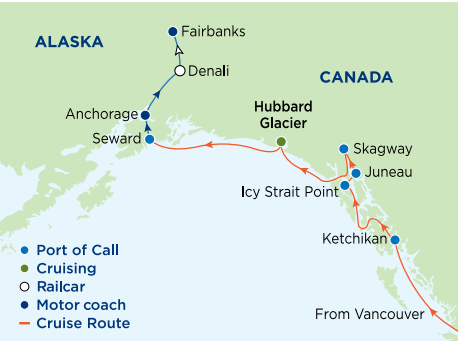 Fairbanks
ALASKA
Denali
CANADA
Hubbard
Glacier
Anchorage
Seward
Skagway
Juneau
Icy Strait Point
Ketchikan
From Vancouver
Port of Call
Cruising
Railcar
Motor coach
Cruise Route